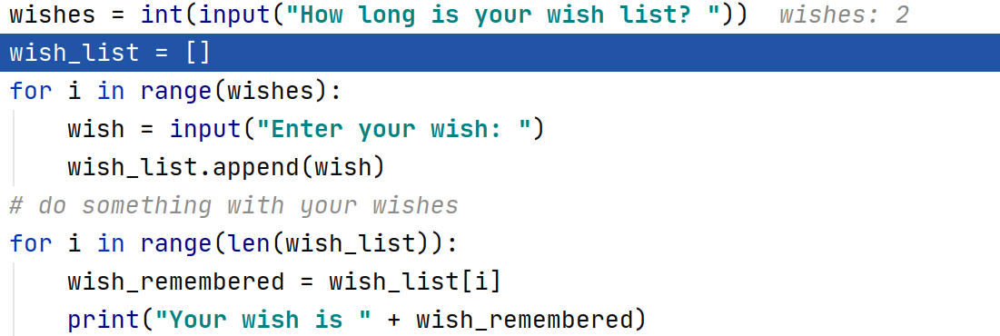 wishes = int(input("How long is your wish list? "))  wishes: 2
wish_list = []
for i in range(wishes):
    wish = input("Enter your wish: ")
    wish_list.append(wish)
# do something with your wishes
for i in range(len(wish_list)):
    wish_remembered = wish_list[i]
    print("Your wish is " + wish_remembered)